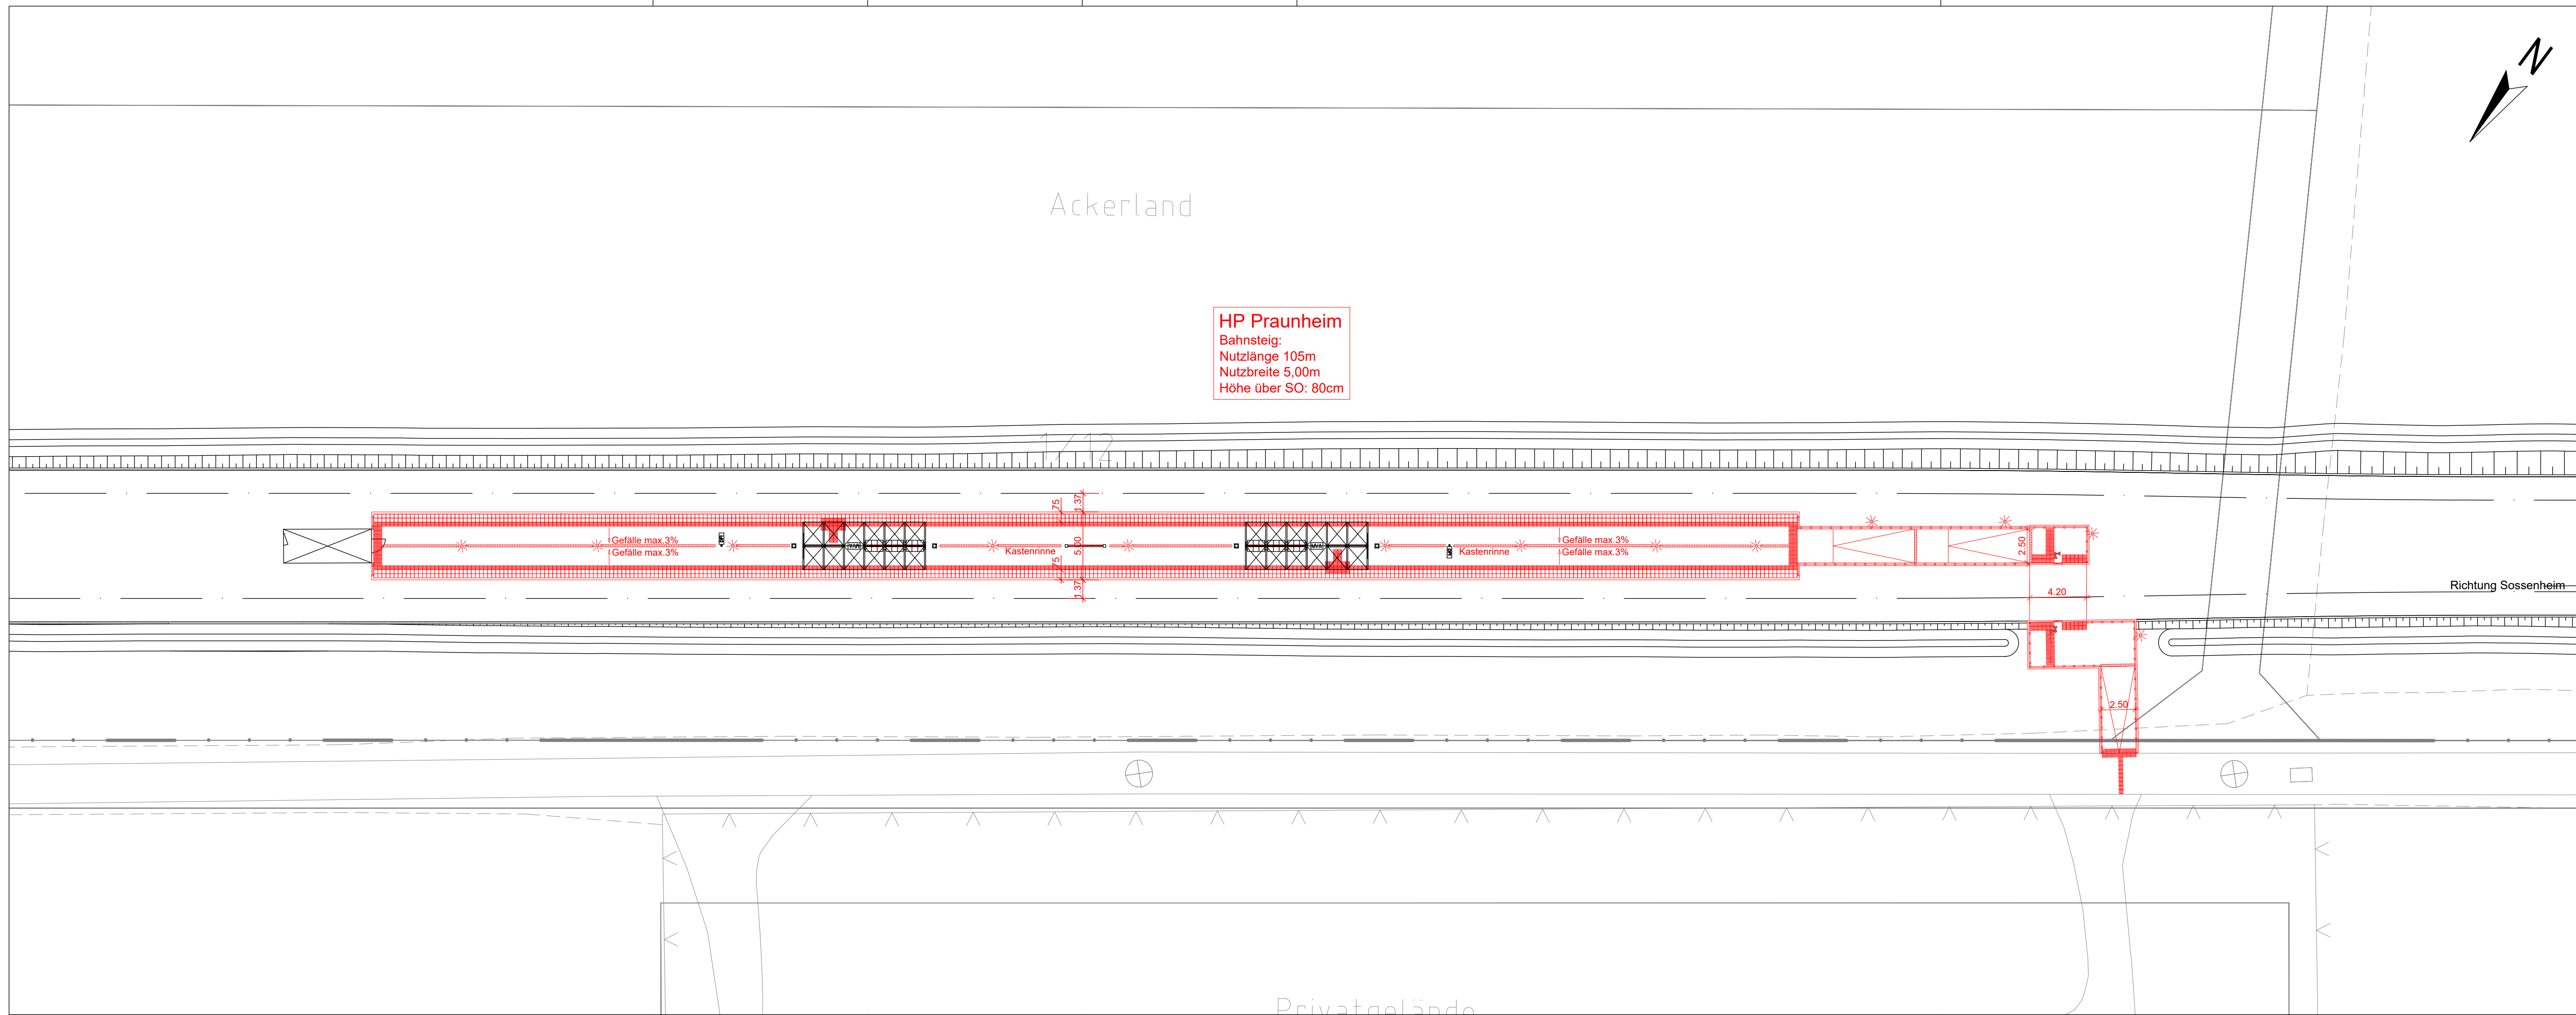 N
Ackerland
HP Praunheim
Bahnsteig:
Nutzlänge 105m
Nutzbreite 5,00m
Höhe über SO: 80cm
1/12
75
1.37
Gefälle max.3%
Gefälle max.3%
Kastenrinne
5.00
Kastenrinne
Gefälle max.3%
Gefälle max.3%
2.50
75
1.37
4.20
Richtung Sossenheim
2.50
Privatgelände